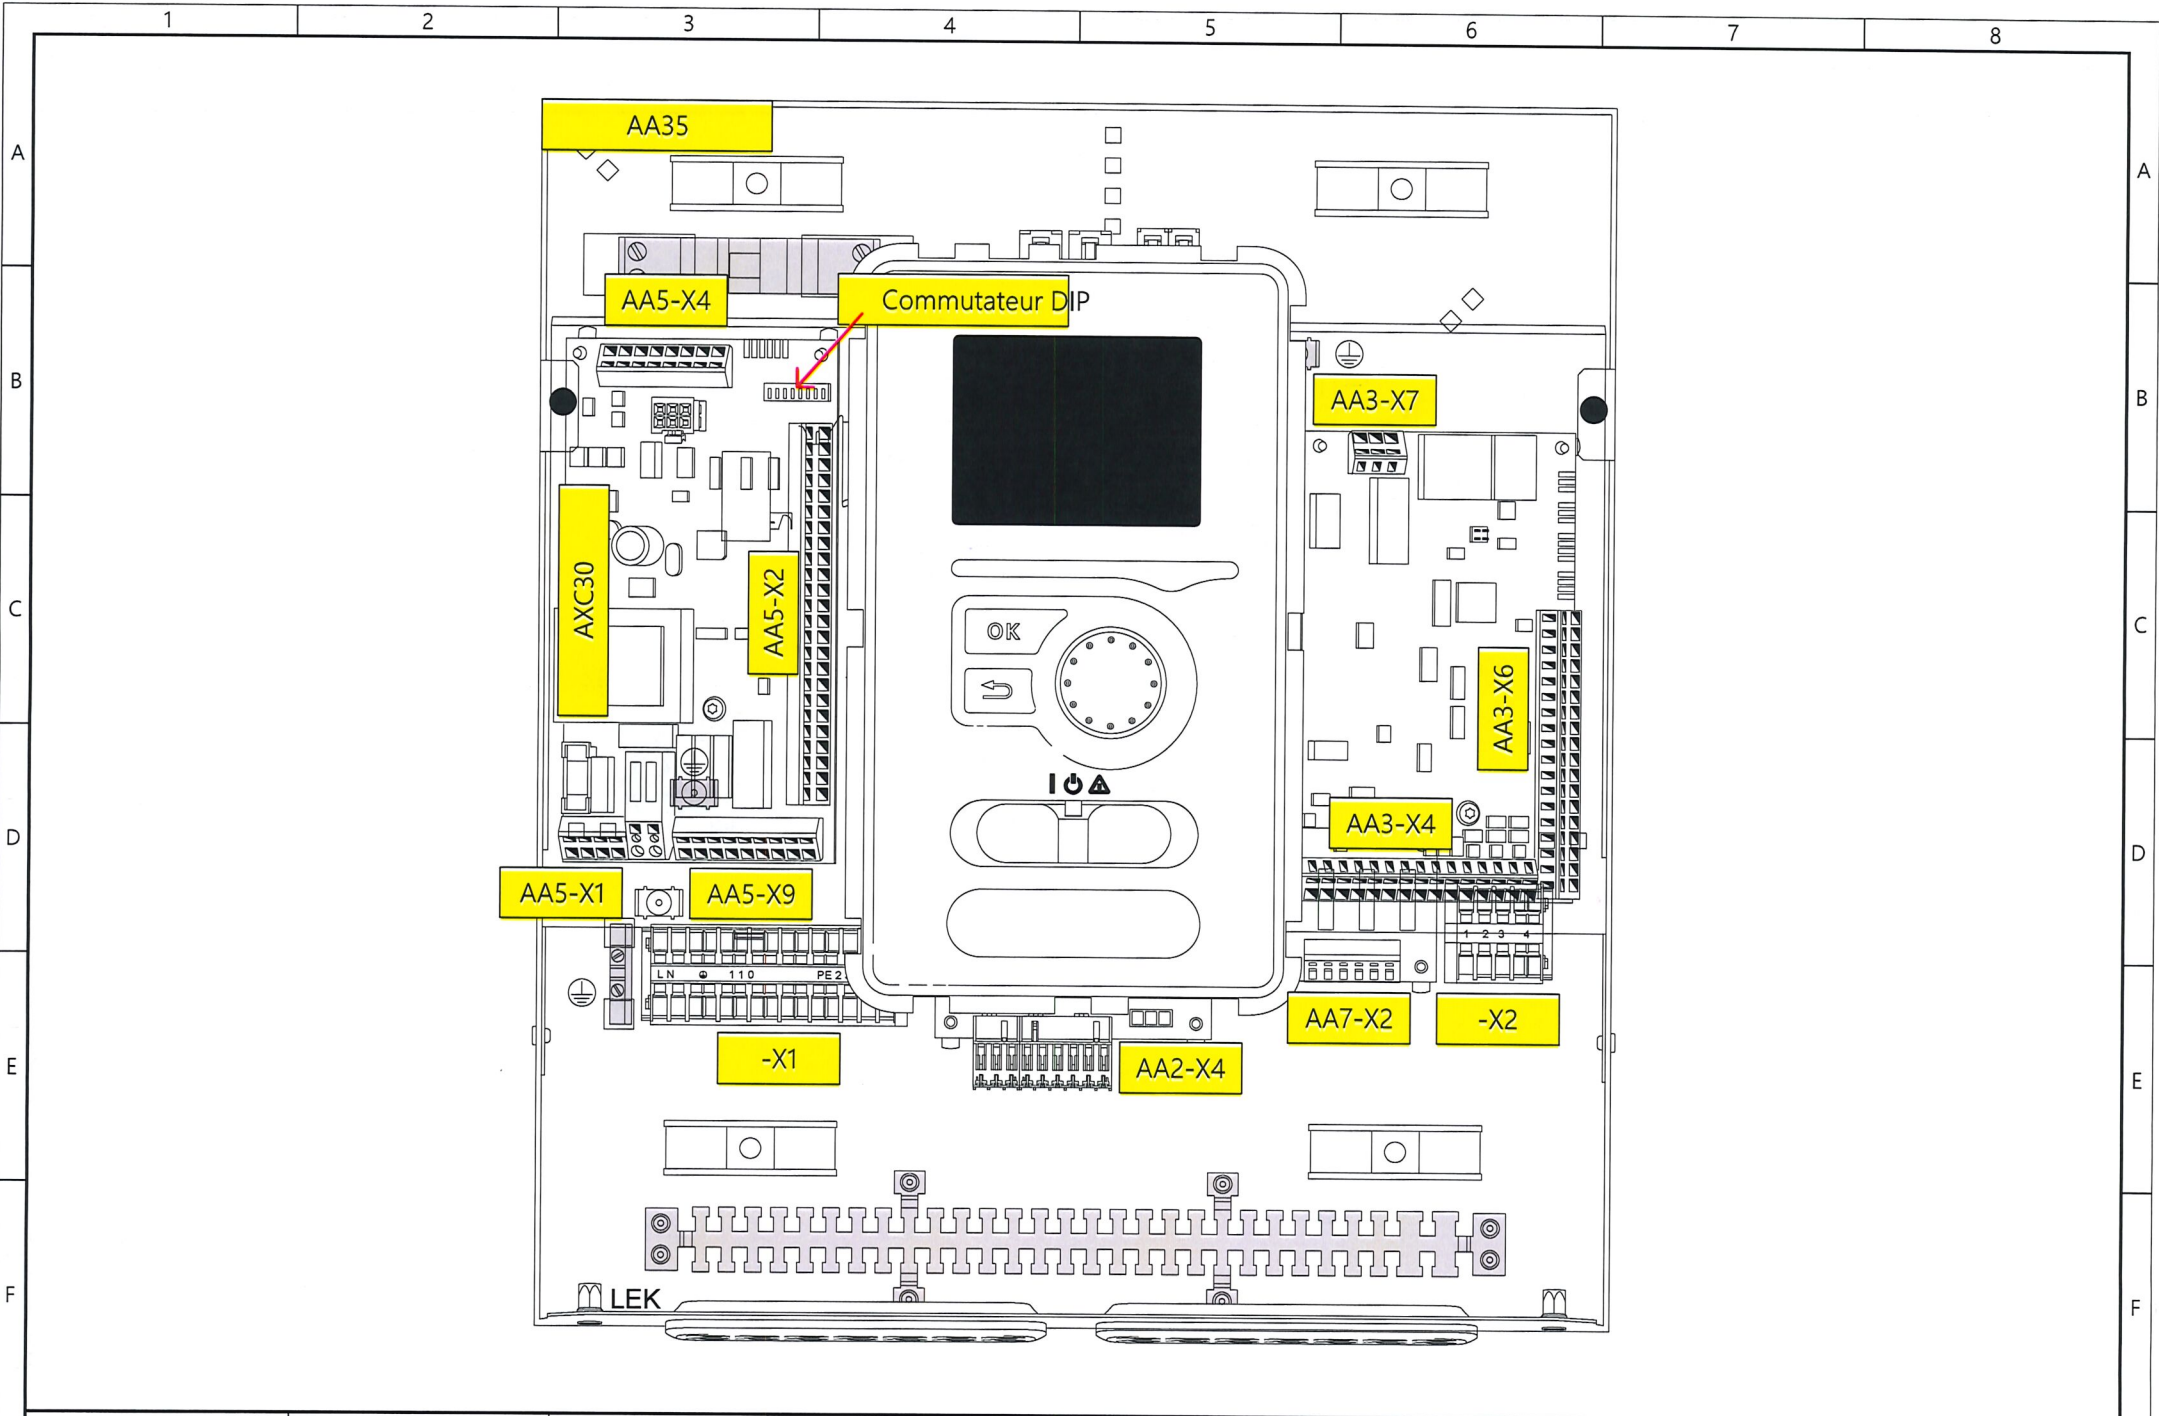 1 2 3 4 5 6 7 8
AA35
A A
AA5-X4
Commutateur DIP
B B
AA3-X7
AXC30
AA5-X2
C C
OK
AA3-X6
AA3-X4
D D
AA5-X1
AA5-X9
1 2 3 4
L N 1 1 0 PE 2
AA7-X2
-X2
-X1
AA2-X4
E E
LEK
F F